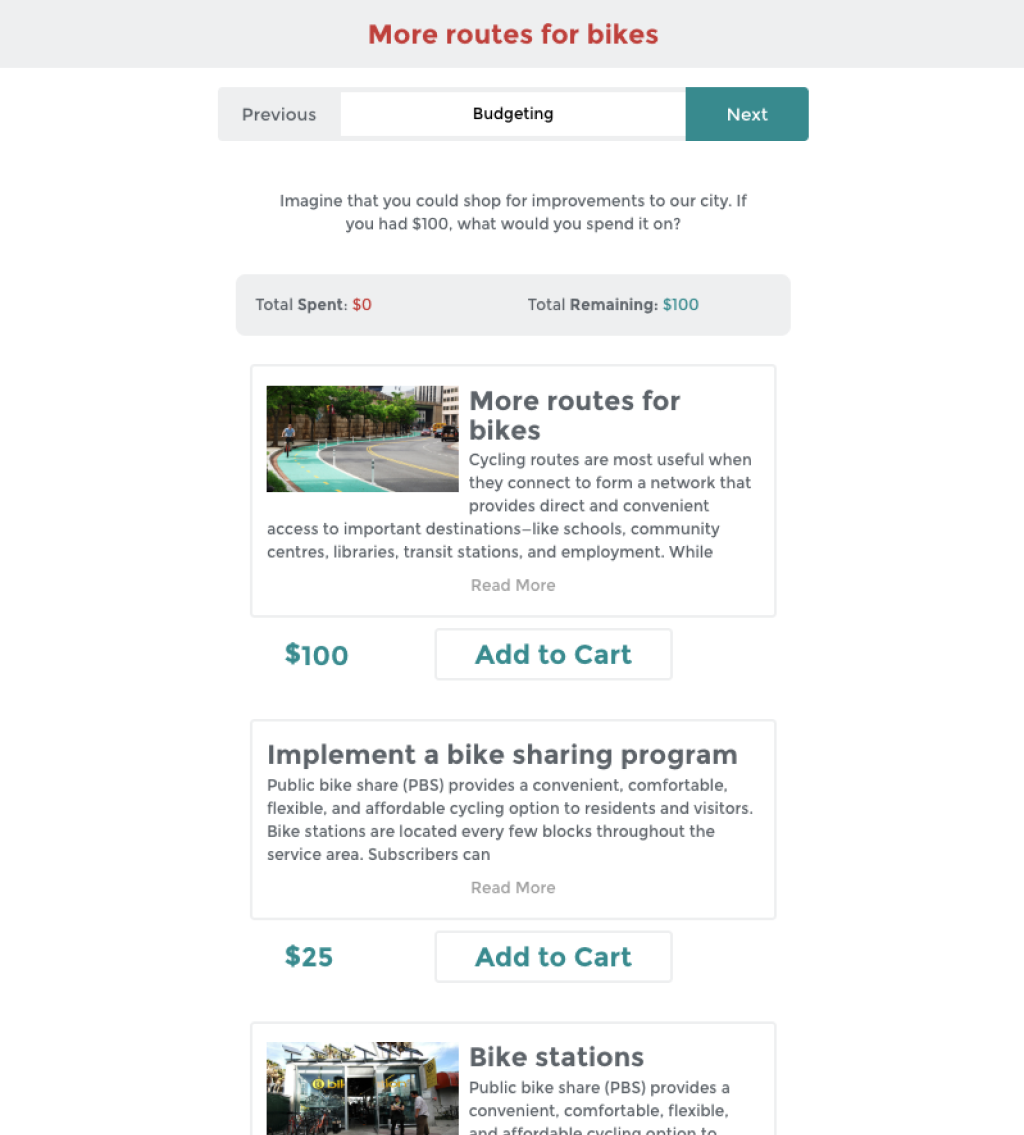 More routes for bikes
Previous
Budgeting
Next
Imagine that you could shop for improvements to our city. If
you had $100, what would you spend it on?
Total Spent: $0
Total Remaining: $100
More routes for
bikes
Cycling routes are most useful when
they connect to form a network that
provides direct and convenient
access to important destinations—like schools, community
centres, libraries, transit stations, and employment. While
Read More
$100
Add to Cart
Implement a bike sharing program
Public bike share (PBS) provides a convenient, comfortable,
flexible, and affordable cycling option to residents and visitors.
Bike stations are located every few blocks throughout the
service area. Subscribers can
Read More
$25
Add to Cart
Bike stations
Public bike share (PBS) provides a
convenient, comfortable, flexible,
and affordable cycling option to